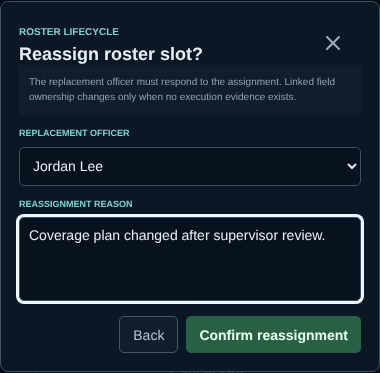 ROSTER LIFECYCLE
Reassign roster slot?
The replacement officer must respond to the assignment. Linked field
ownership changes only when no execution evidence exists.
REPLACEMENT OFFICER
Jordan Lee
REASSIGNMENT REASON
Coverage plan changed after supervisor review.
Back
Confirm reassignment